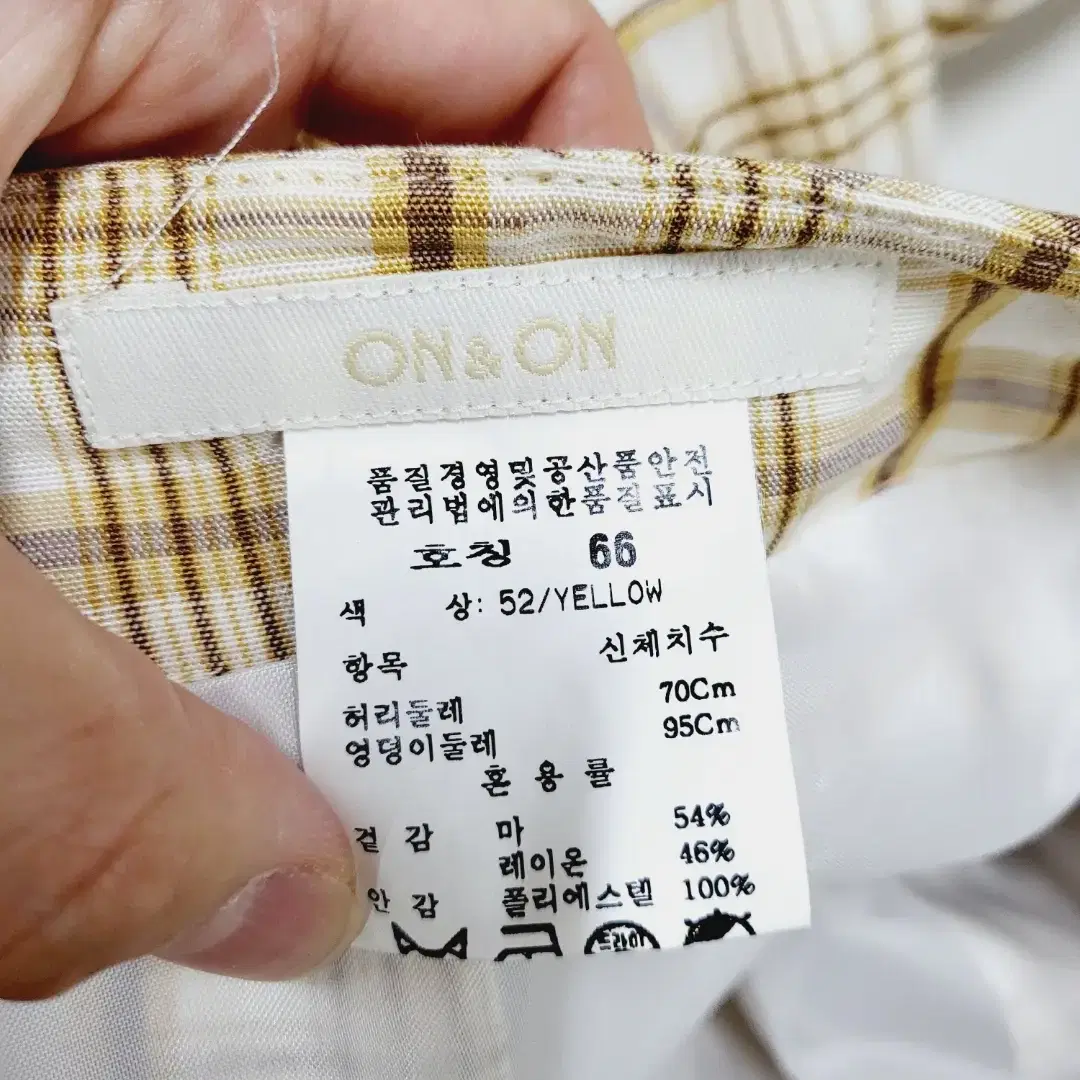 ON&ON
품질경영및공산품안전
관리법에의한품질표시
호칭 66
색 상: 52/YELLOW
항목 신체치수
허리둘레 70Cm
엉덩이둘레 95Cm
혼 용 률
겉 감 마 54%
레이온 46%
안 감 폴리에스텔 100%
드라이